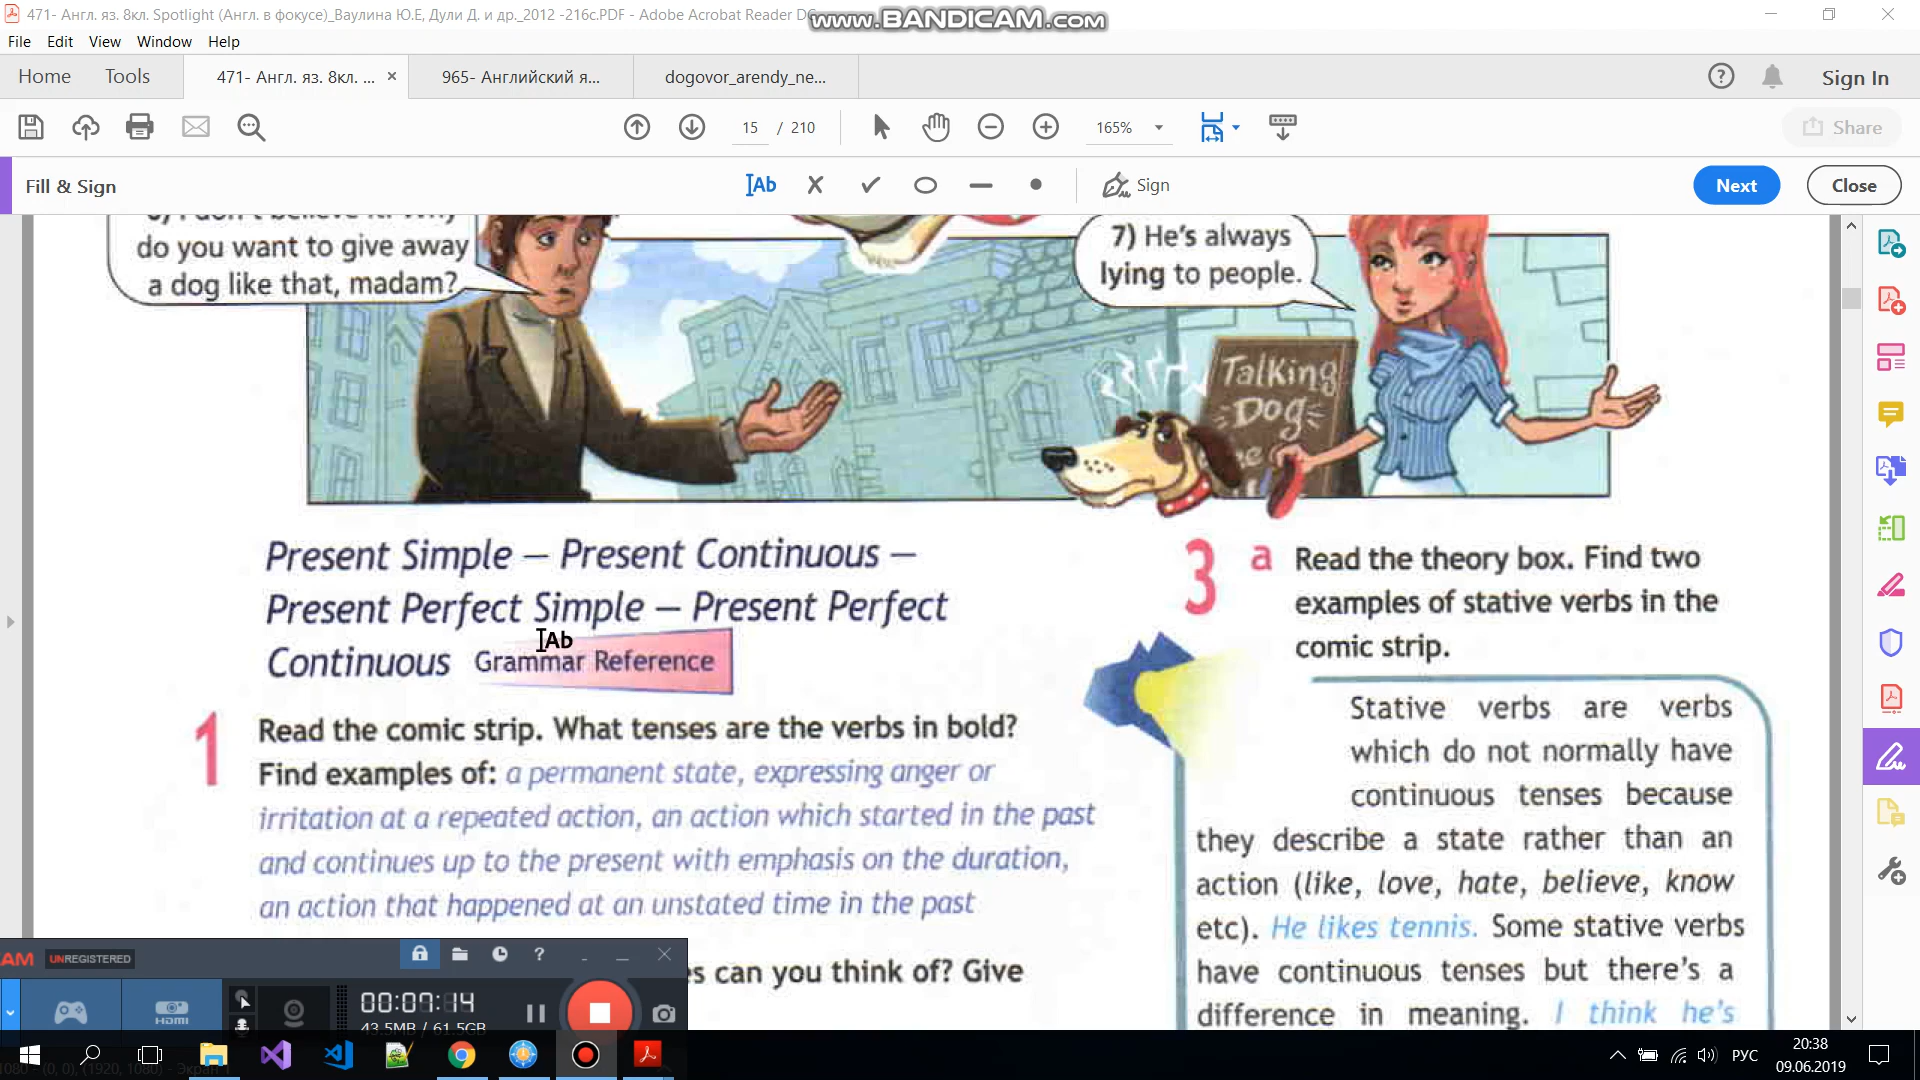 471- Англ. яз. 8кл. Spotlight (Англ. в фокусе)_Ваулина Ю.Е, Дули Д. и др._2012 -216с.PDF - Adobe Acrobat Reader DC
www.BANDICAM.com
File Edit View Window Help
Home Tools 471- Англ. яз. 8кл. ... × 965- Английский я... dogovor_arendy_ne... Sign In
15 / 210 165% Share
Fill & Sign Ab Sign Next Close
do you want to give away
a dog like that, madam?
7) He's always
lying to people.
Talking
Dog
Present Simple — Present Continuous —
Present Perfect Simple — Present Perfect
Continuous Grammar Reference
Ab
1 Read the comic strip. What tenses are the verbs in bold?
Find examples of: a permanent state, expressing anger or
irritation at a repeated action, an action which started in the past
and continues up to the present with emphasis on the duration,
an action that happened at an unstated time in the past
can you think of? Give
3 a Read the theory box. Find two
examples of stative verbs in the
comic strip.
Stative verbs are verbs
which do not normally have
continuous tenses because
they describe a state rather than an
action (like, love, hate, believe, know
etc). He likes tennis. Some stative verbs
have continuous tenses but there's a
difference in meaning. I think he's
AM UNREGISTERED
HDMI
00:07:14
43.5MB / 61.5GB
РУС
20:38
09.06.2019